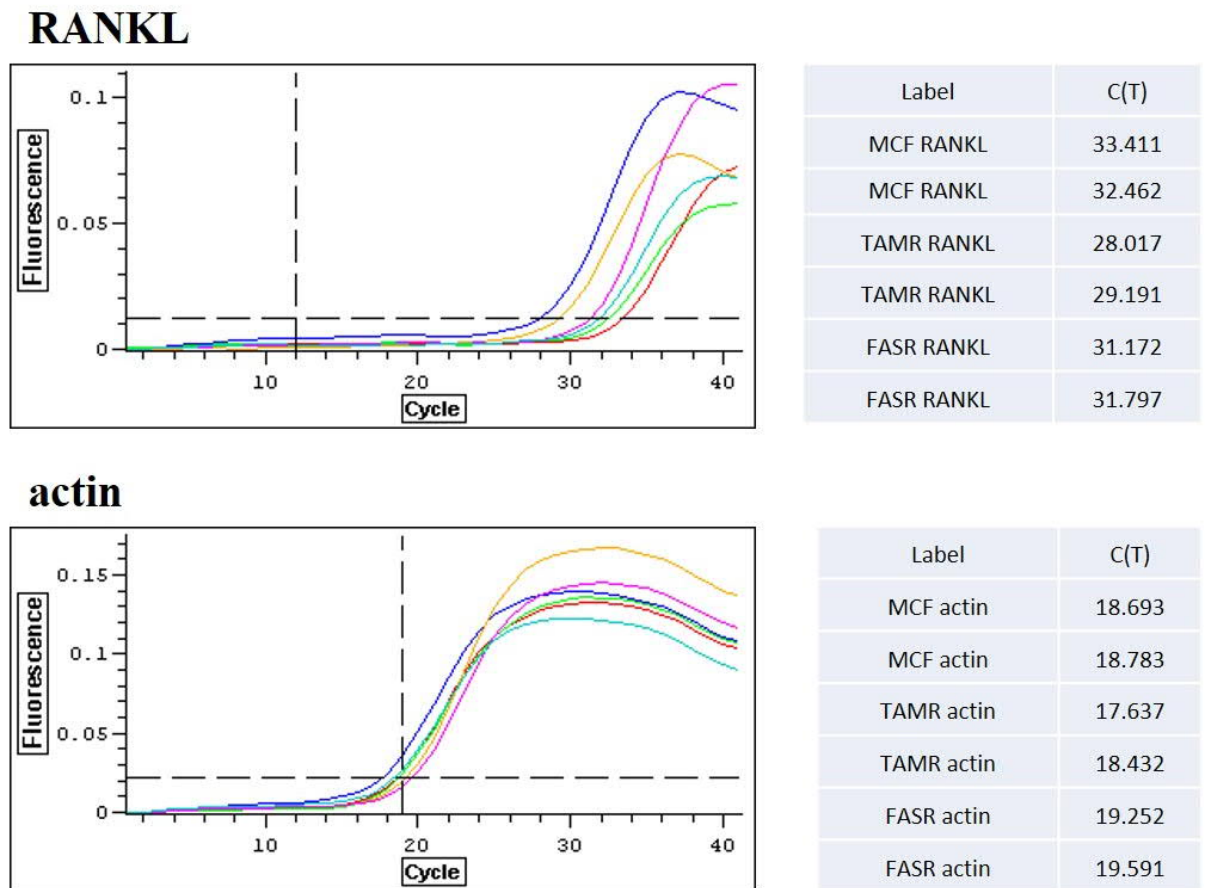 RANKL
0.1
0.05
0
Fluorescence
10 20 30 40
Cycle
Label C(T)
MCF RANKL 33.411
MCF RANKL 32.462
TAMR RANKL 28.017
TAMR RANKL 29.191
FASR RANKL 31.172
FASR RANKL 31.797
actin
0.15
0.1
0.05
0
Fluorescence
10 20 30 40
Cycle
Label C(T)
MCF actin 18.693
MCF actin 18.783
TAMR actin 17.637
TAMR actin 18.432
FASR actin 19.252
FASR actin 19.591